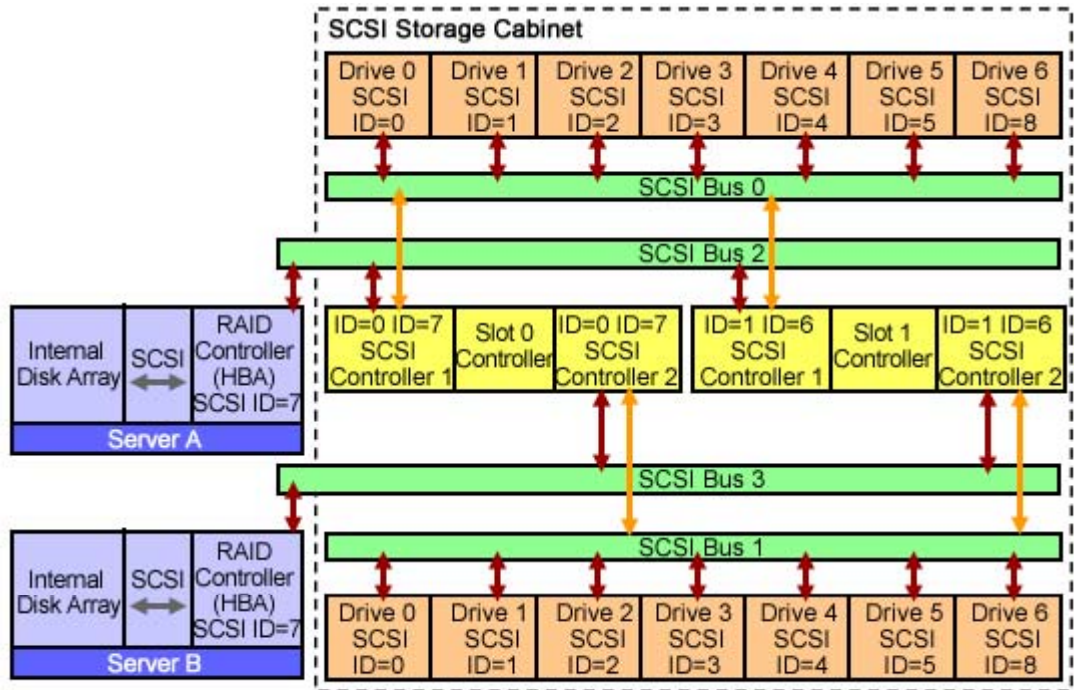 SCSI Storage Cabinet
Drive 0
SCSI
ID=0
Drive 1
SCSI
ID=1
Drive 2
SCSI
ID=2
Drive 3
SCSI
ID=3
Drive 4
SCSI
ID=4
Drive 5
SCSI
ID=5
Drive 6
SCSI
ID=8
SCSI Bus 0
SCSI Bus 2
Internal
Disk Array
SCSI
RAID
Controller
(HBA)
SCSI ID=7
Server A
ID=0 ID=7
SCSI
Controller 1
Slot 0
Controller
ID=0 ID=7
SCSI
Controller 2
ID=1 ID=6
SCSI
Controller 1
Slot 1
Controller
ID=1 ID=6
SCSI
Controller 2
SCSI Bus 3
Internal
Disk Array
SCSI
RAID
Controller
(HBA)
SCSI ID=7
Server B
SCSI Bus 1
Drive 0
SCSI
ID=0
Drive 1
SCSI
ID=1
Drive 2
SCSI
ID=2
Drive 3
SCSI
ID=3
Drive 4
SCSI
ID=4
Drive 5
SCSI
ID=5
Drive 6
SCSI
ID=8